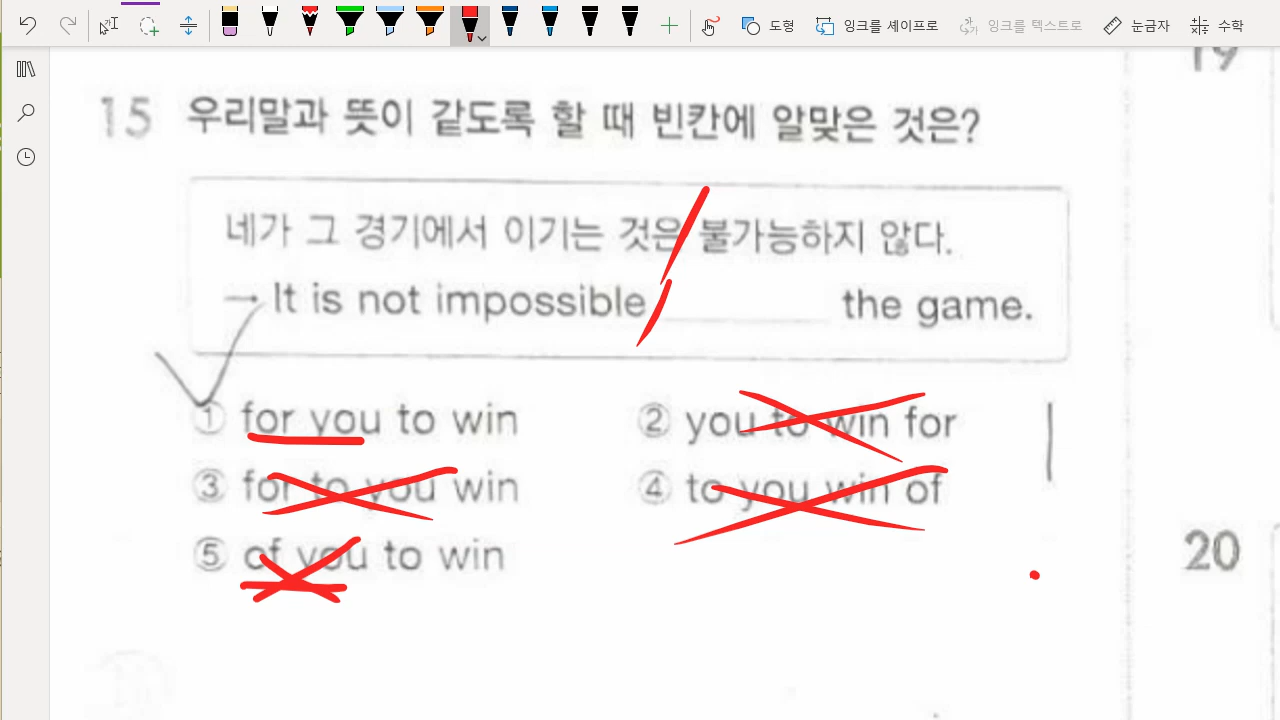 도형 잉크를 셰이프로 잉크를 텍스트로 눈금자 수학
19
15 우리말과 뜻이 같도록 할 때 빈칸에 알맞은 것은?
네가 그 경기에서 이기는 것은 불가능하지 않다.
→ It is not impossible ________ the game.
① for you to win ② you to win for
③ for to you win ④ to you win of
⑤ of you to win
20